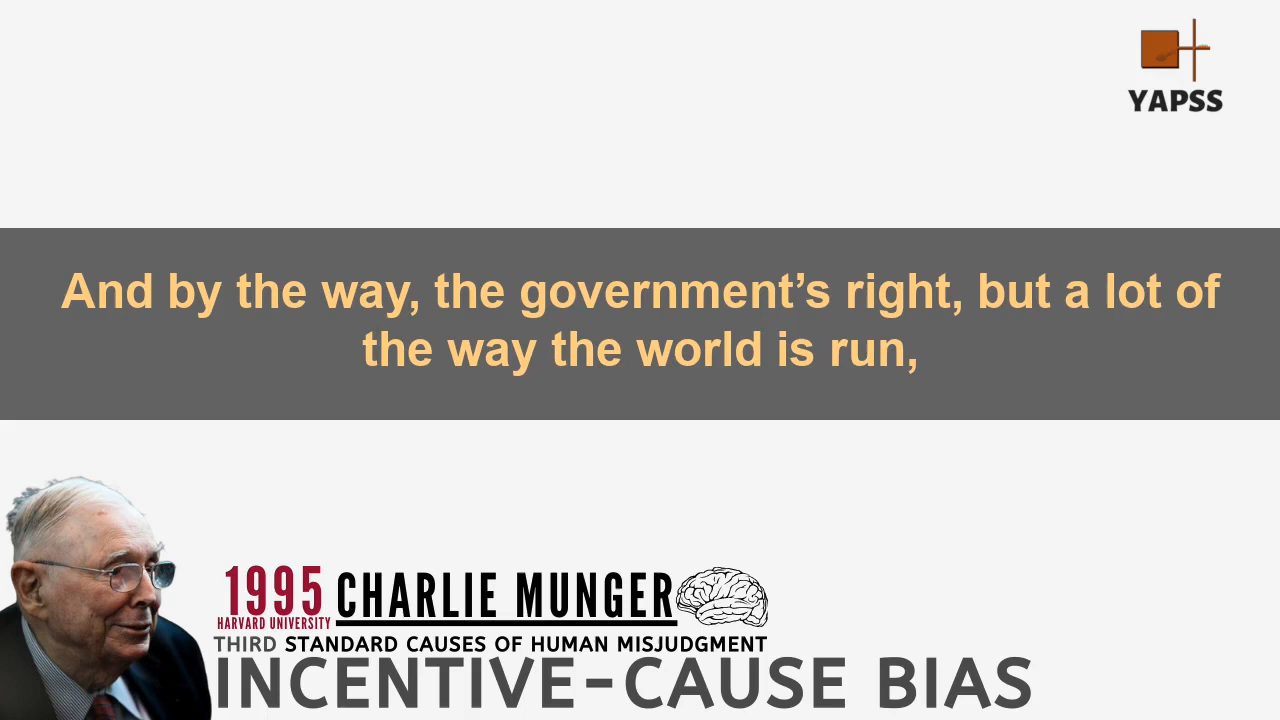 YAPSS
And by the way, the government’s right, but a lot of
the way the world is run,
1995 CHARLIE MUNGER
HARVARD UNIVERSITY
THIRD STANDARD CAUSES OF HUMAN MISJUDGMENT
INCENTIVE-CAUSE BIAS